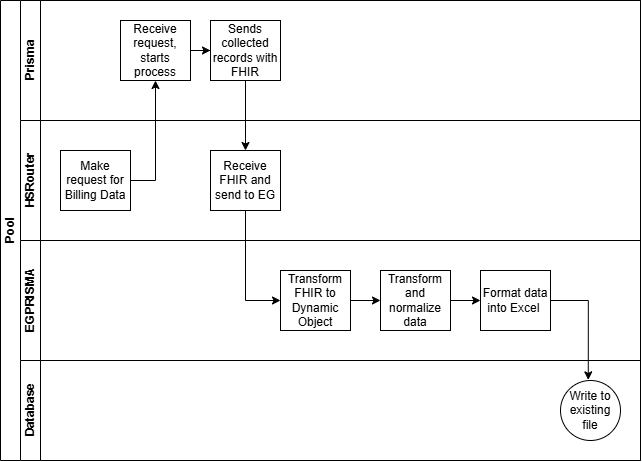 Pool
Prisma
Receive
request,
starts
process
Sends
collected
records with
FHIR
HSRouter
Make
request for
Billing Data
Receive
FHIR and
send to EG
EGPRISMA
Transform
FHIR to
Dynamic
Object
Transform
and
normalize
data
Format data
into Excel
Database
Write to
existing
file